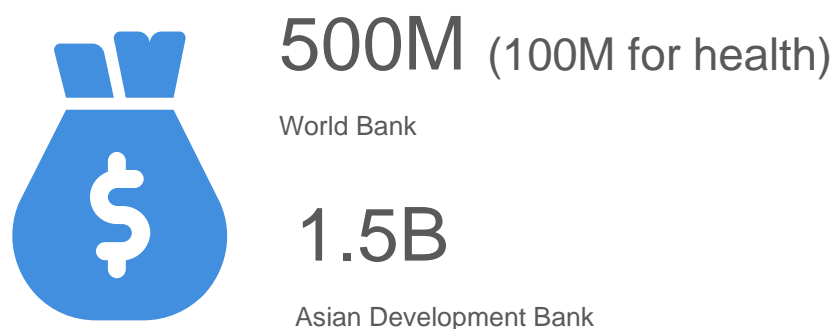 $
500M (100M for health)
World Bank
1.5B
Asian Development Bank